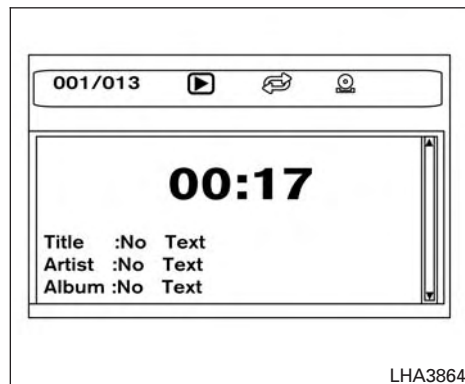 001/013
00:17
Title :No Text
Artist :No Text
Album :No Text
LHA3864